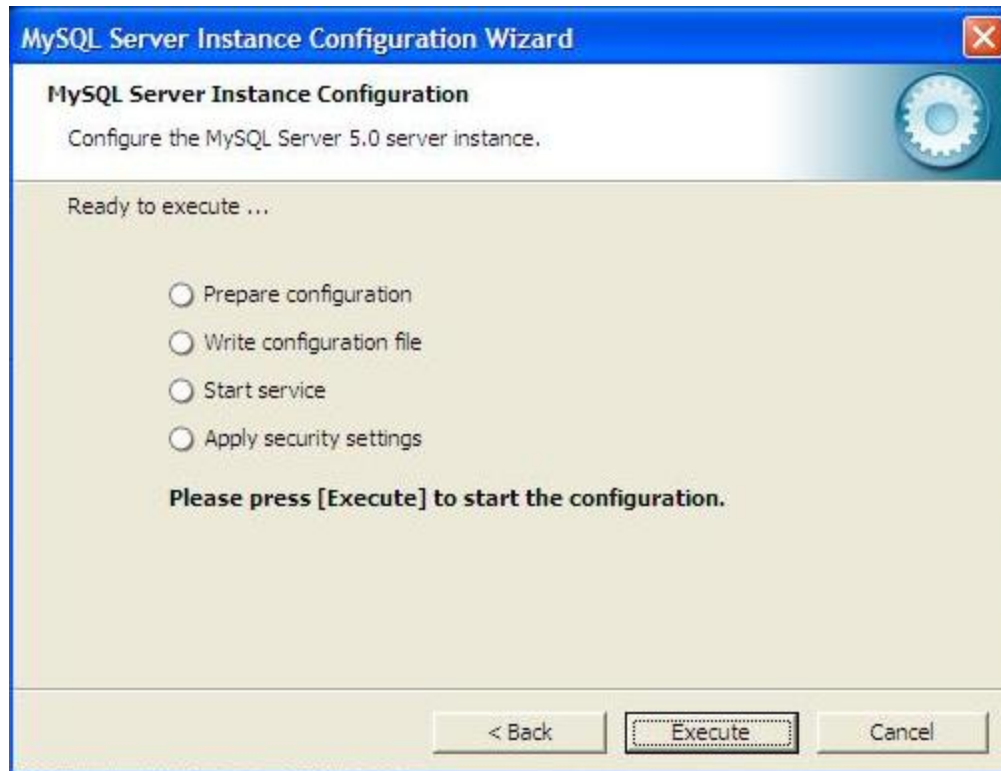 MySQL Server Instance Configuration Wizard
MySQL Server Instance Configuration
Configure the MySQL Server 5.0 server instance.
Ready to execute ...
Prepare configuration
Write configuration file
Start service
Apply security settings
Please press [Execute] to start the configuration.
< Back Execute Cancel